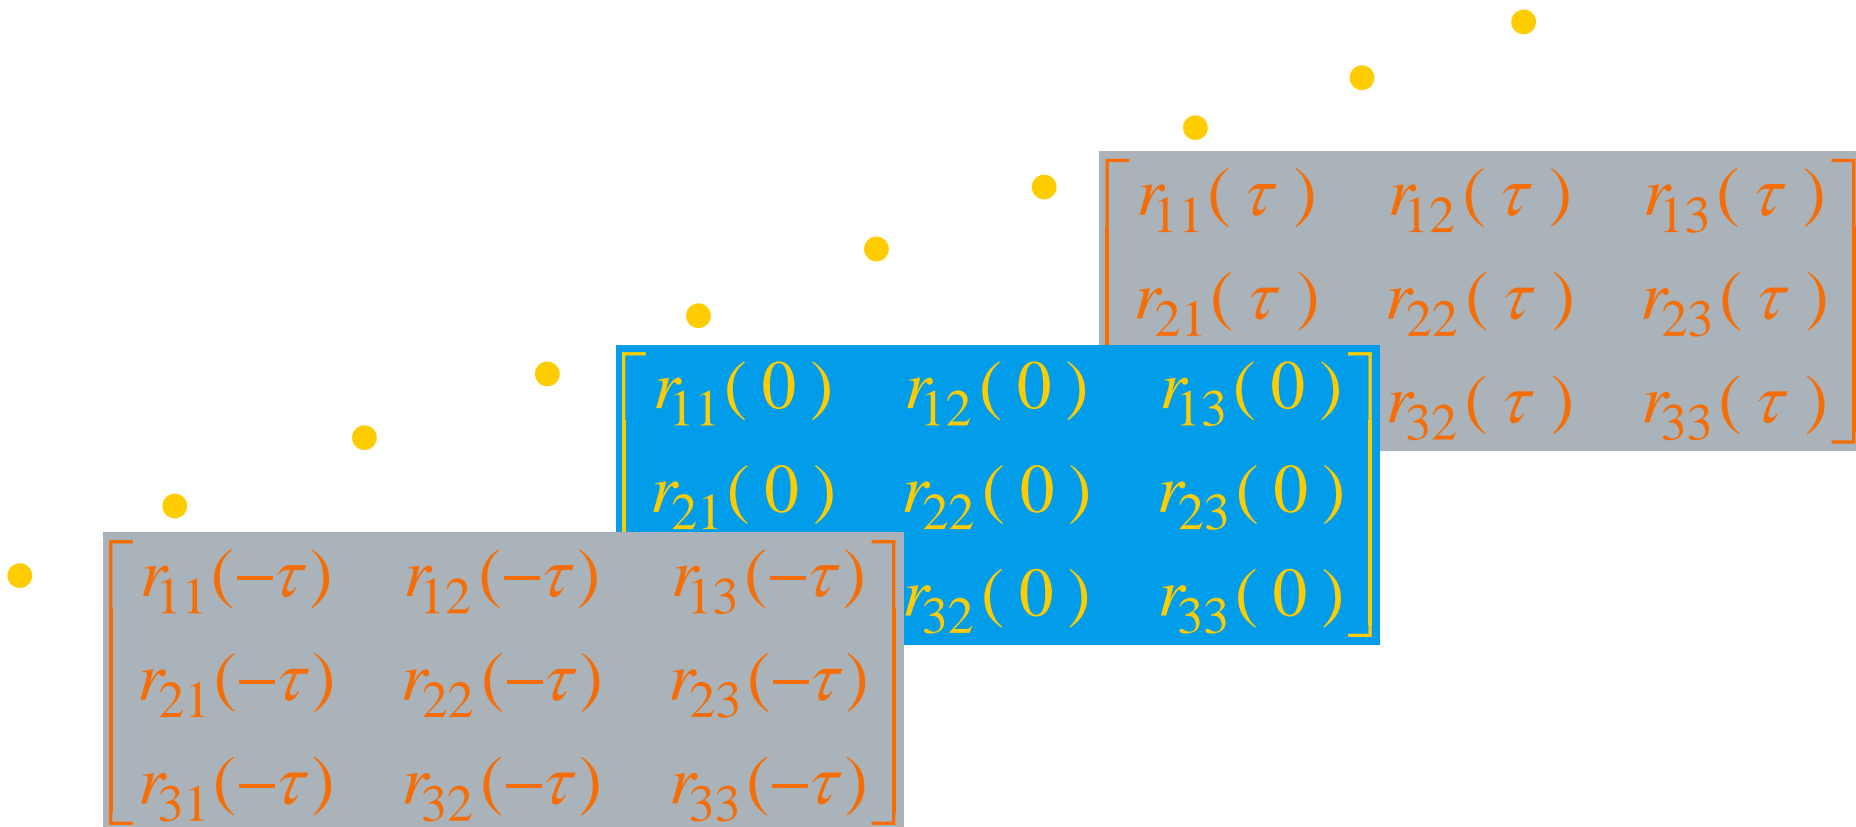 r11( τ ) r12( τ ) r13( τ )
r21( τ ) r22( τ ) r23( τ )
r32( τ ) r33( τ )
r11( 0 ) r12( 0 ) r13( 0 )
r21( 0 ) r22( 0 ) r23( 0 )
r32( 0 ) r33( 0 )
r11(−τ) r12(−τ) r13(−τ)
r21(−τ) r22(−τ) r23(−τ)
r31(−τ) r32(−τ) r33(−τ)